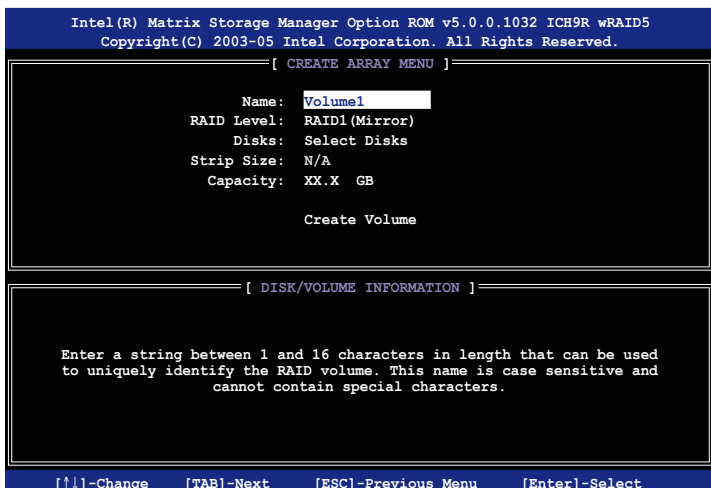 Intel(R) Matrix Storage Manager Option ROM v5.0.0.1032 ICH9R wRAID5
Copyright(C) 2003-05 Intel Corporation. All Rights Reserved.
[ CREATE ARRAY MENU ]
Name: Volume1
RAID Level: RAID1(Mirror)
Disks: Select Disks
Strip Size: N/A
Capacity: XX.X GB
Create Volume
[ DISK/VOLUME INFORMATION ]
Enter a string between 1 and 16 characters in length that can be used
to uniquely identify the RAID volume. This name is case sensitive and
cannot contain special characters.
[↑↓]-Change [TAB]-Next [ESC]-Previous Menu [Enter]-Select